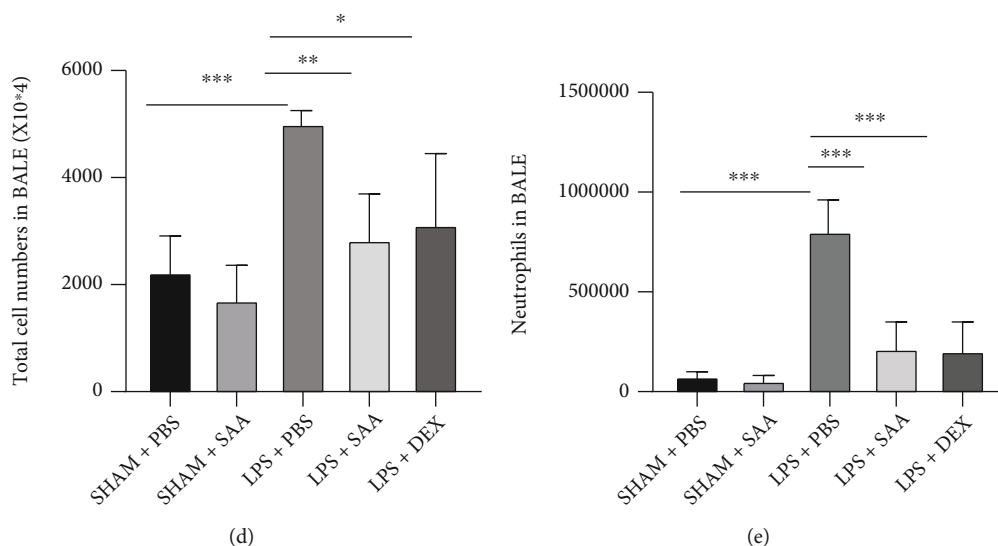 Total cell numbers in BALE (X10*4)
6000
4000
2000
0
*
**
***
SHAM + PBS
SHAM + SAA
LPS + PBS
LPS + SAA
LPS + DEX
(d)
Neutrophils in BALE
1500000
1000000
500000
0
***
***
***
SHAM + PBS
SHAM + SAA
LPS + PBS
LPS + SAA
LPS + DEX
(e)